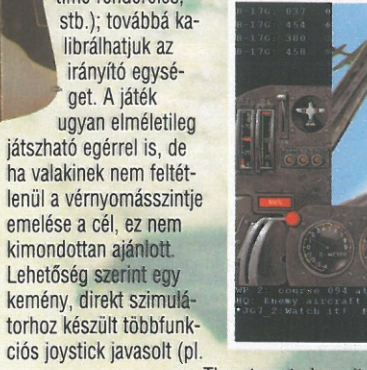 time rendereles,
stb.); továbbá ka-
librálhatjuk az
irányító egysé-
get. A játék
ugyan elméletileg
játszható egérrel is, de
ha valakinek nem feltét-
lenül a vérnyomásszintje
emelése a cél, ez nem
kimondottan ajánlott.
Lehetőség szerint egy
kemény, direkt szimulá-
torhoz készült többfunk-
ciós joystick javasolt (pl.
B-17G: 837
B-17G: 454
B-17G: 380
B-17G: 458
WP 2: course 094 at
HQ: Enemy aircraft
JG7_2:Watch it!